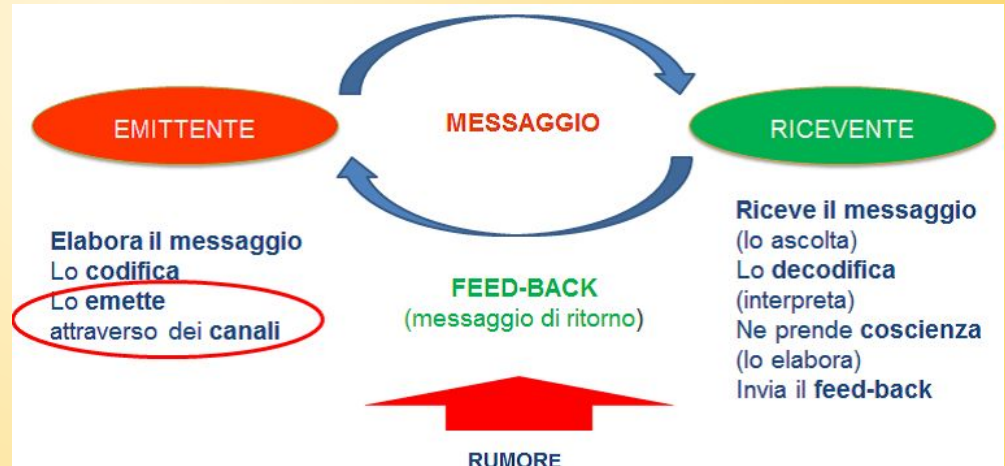 EMITTENTE
MESSAGGIO
RICEVENTE
Elabora il messaggio
Lo codifica
Lo emette
attraverso dei canali
FEED-BACK
(messaggio di ritorno)
Riceve il messaggio
(lo ascolta)
Lo decodifica
(interpreta)
Ne prende coscienza
(lo elabora)
Invia il feed-back
RUMORE